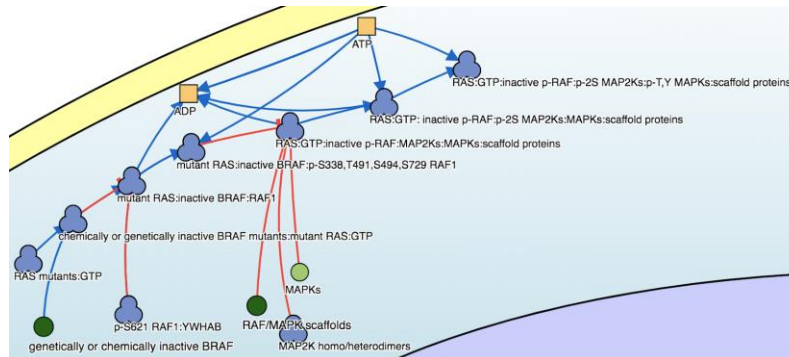 ATP
RAS:GTP:inactive p-RAF:p-2S MAP2Ks:p-T,Y MAPKs:scaffold proteins
ADP
RAS:GTP: inactive p-RAF:p-2S MAP2Ks:MAPKs:scaffold proteins
RAS:GTP:inactive p-RAF:MAP2Ks:MAPKs:scaffold proteins
mutant RAS:inactive BRAF:p-S338,T491,S494,S729 RAF1
mutant RAS:inactive BRAF:RAF1
chemically or genetically inactive BRAF mutants:mutant RAS:GTP
RAS mutants:GTP
MAPKs
p-S621 RAF1:YWHAB
RAF/MAPK scaffolds
genetically or chemically inactive BRAF
MAP2K homo/heterodimers